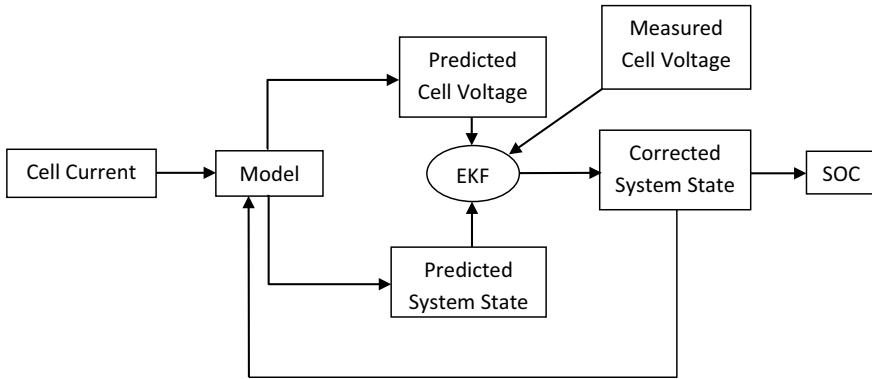 Measured
Cell Voltage
Predicted
Cell Voltage
Cell Current
Model
EKF
Corrected
System State
SOC
Predicted
System State